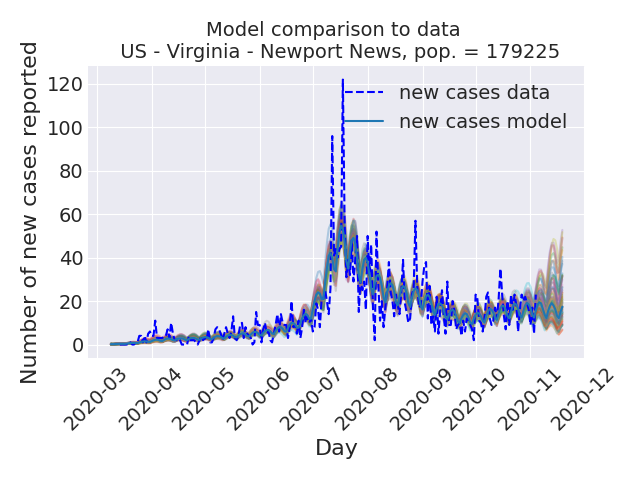 Model comparison to data
US - Virginia - Newport News, pop. = 179225
Number of new cases reported
120
100
80
60
40
20
0
new cases data
new cases model
2020-03
2020-04
2020-05
2020-06
2020-07
2020-08
2020-09
2020-10
2020-11
2020-12
Day